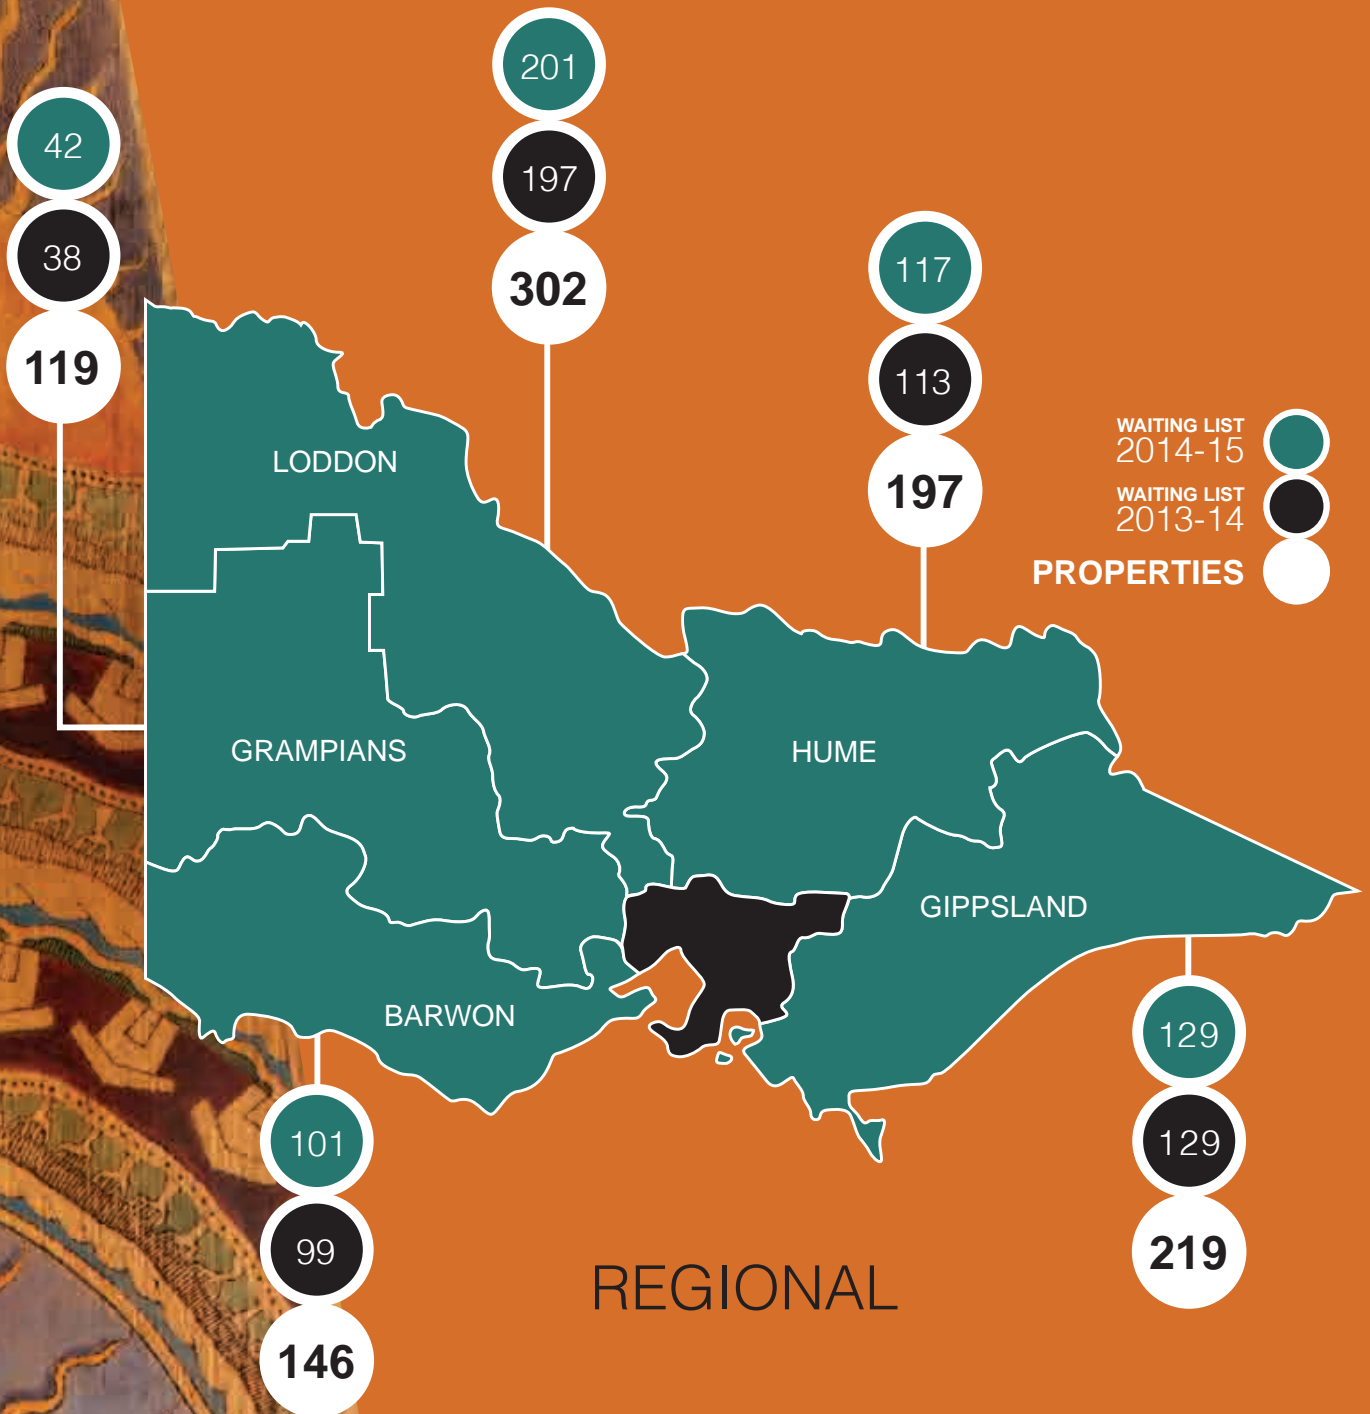 201
197
302
42
38
119
117
113
197
WAITING LIST
2014-15
WAITING LIST
2013-14
PROPERTIES
LODDON
GRAMPIANS
HUME
GIPPSLAND
BARWON
129
129
219
101
99
146
REGIONAL